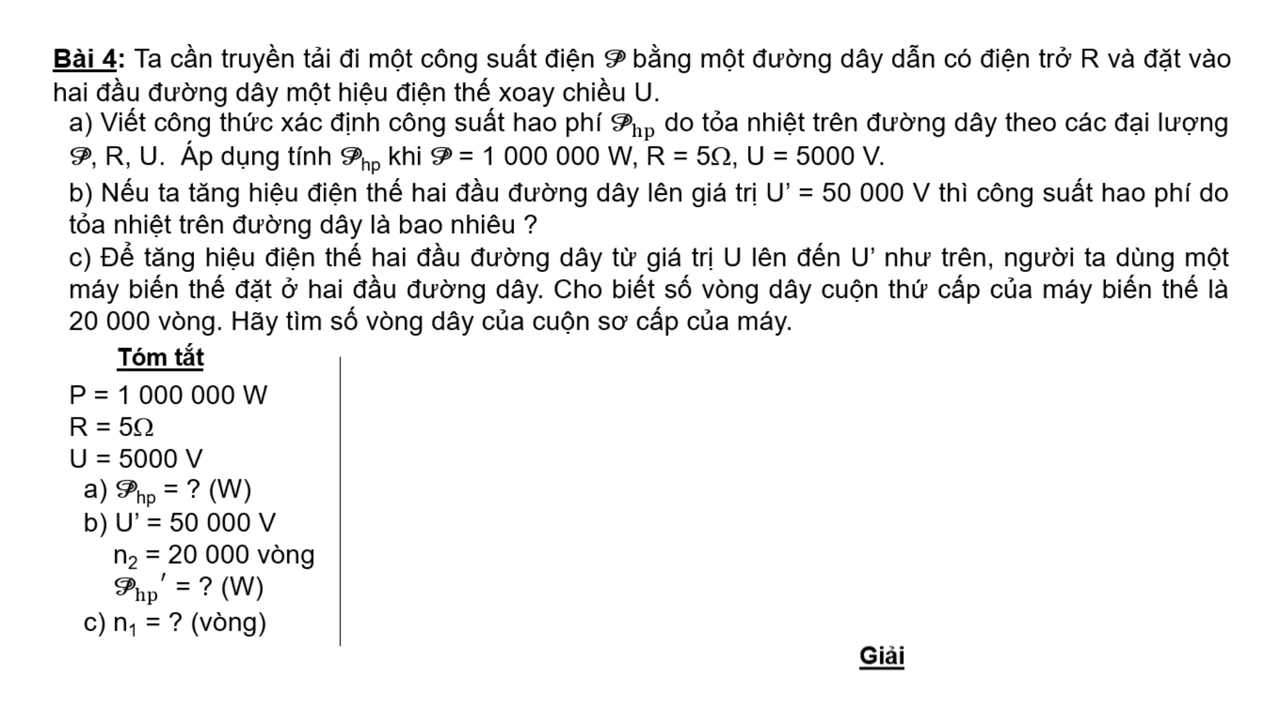 Bài 4: Ta cần truyền tải đi một công suất điện 𝒫 bằng một đường dây dẫn có điện trở R và đặt vào
hai đầu đường dây một hiệu điện thế xoay chiều U.
a) Viết công thức xác định công suất hao phí 𝒫hp do tỏa nhiệt trên đường dây theo các đại lượng
𝒫, R, U. Áp dụng tính 𝒫hp khi 𝒫 = 1 000 000 W, R = 5Ω, U = 5000 V.
b) Nếu ta tăng hiệu điện thế hai đầu đường dây lên giá trị U’ = 50 000 V thì công suất hao phí do
tỏa nhiệt trên đường dây là bao nhiêu ?
c) Để tăng hiệu điện thế hai đầu đường dây từ giá trị U lên đến U’ như trên, người ta dùng một
máy biến thế đặt ở hai đầu đường dây. Cho biết số vòng dây cuộn thứ cấp của máy biến thế là
20 000 vòng. Hãy tìm số vòng dây của cuộn sơ cấp của máy.
Tóm tắt
P = 1 000 000 W
R = 5Ω
U = 5000 V
a) 𝒫hp = ? (W)
b) U’ = 50 000 V
n₂ = 20 000 vòng
𝒫hp′ = ? (W)
c) n₁ = ? (vòng)
Giải